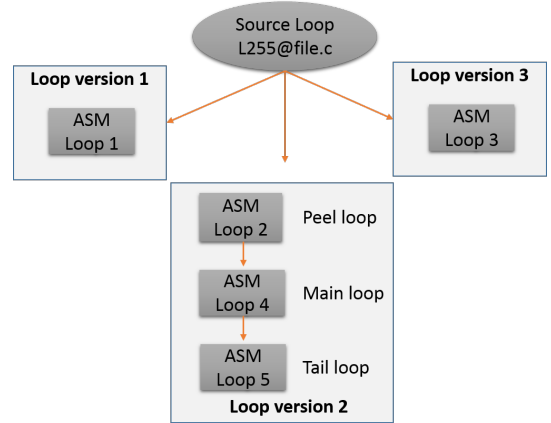 Source Loop
L255@file.c
Loop version 1
ASM
Loop 1
Loop version 3
ASM
Loop 3
ASM
Loop 2
Peel loop
ASM
Loop 4
Main loop
ASM
Loop 5
Tail loop
Loop version 2